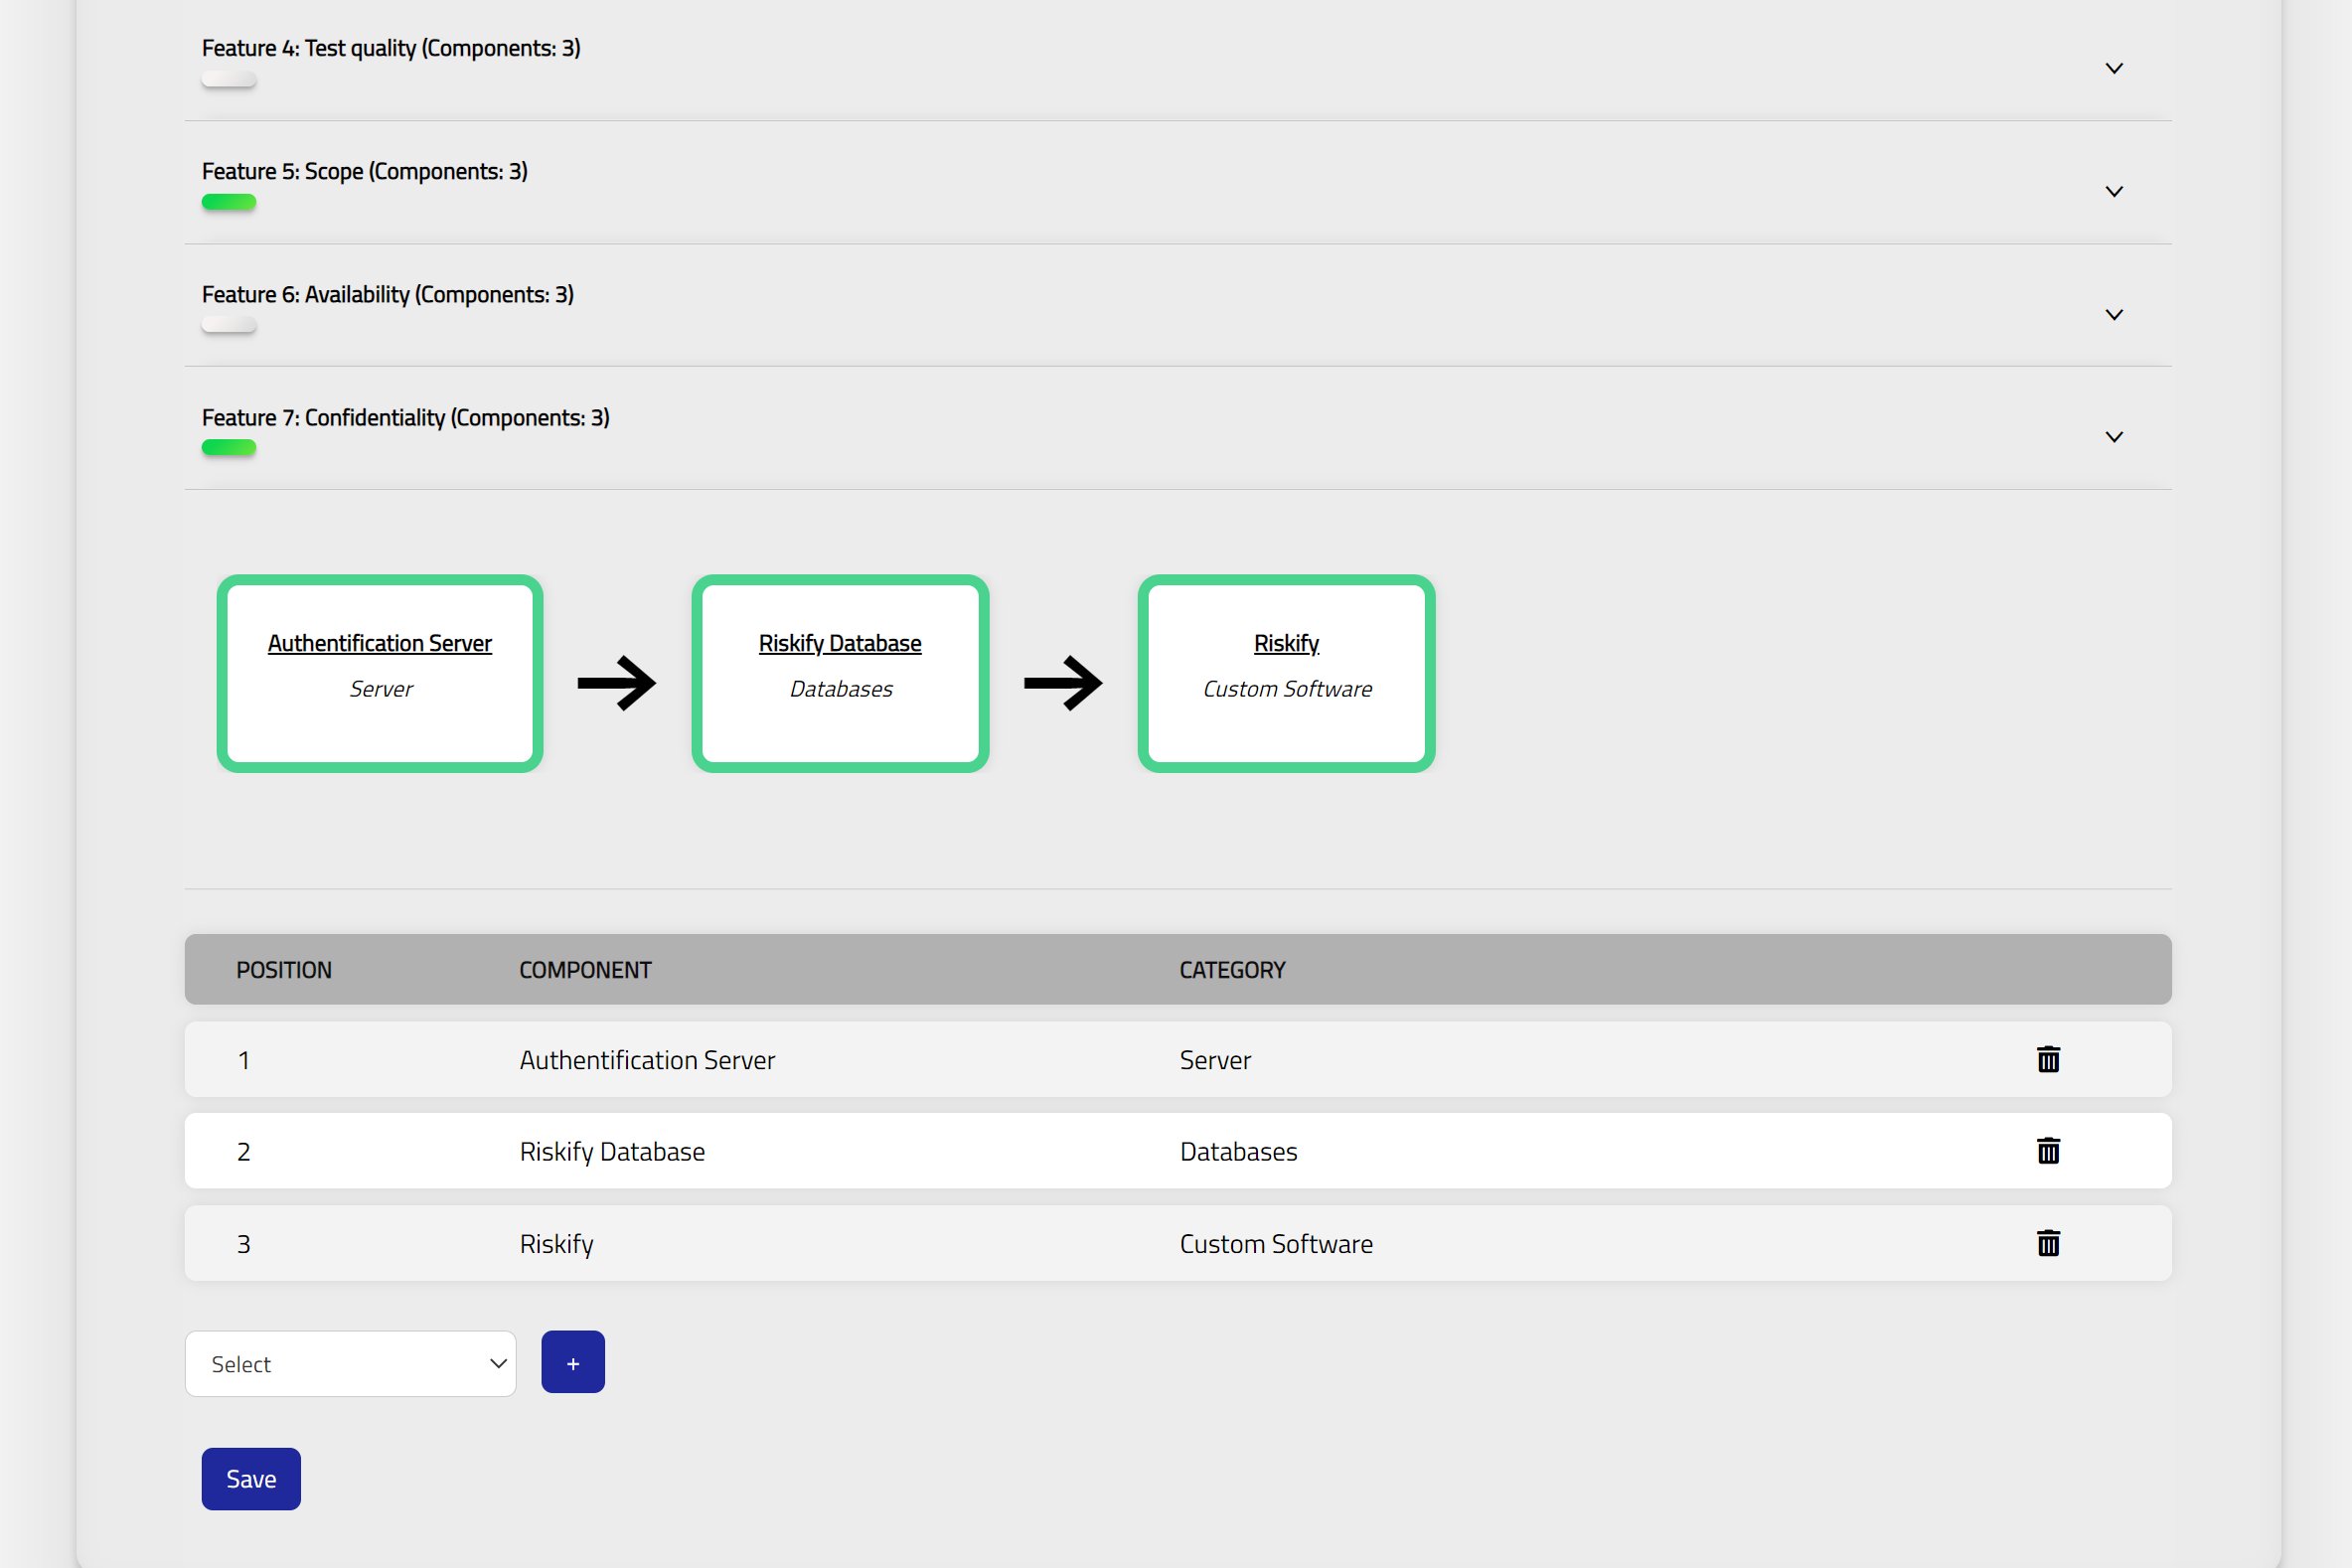 Feature 4: Test quality (Components: 3)
Feature 5: Scope (Components: 3)
Feature 6: Availability (Components: 3)
Feature 7: Confidentiality (Components: 3)
Authentification Server
Server
Riskify Database
Databases
Riskify
Custom Software
POSITION COMPONENT CATEGORY
1 Authentification Server Server
2 Riskify Database Databases
3 Riskify Custom Software
Select +
Save